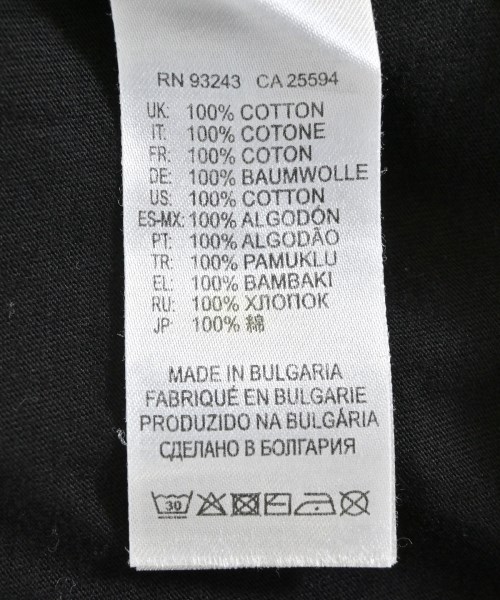 RN 93243 CA 25594
UK: 100% COTTON
IT: 100% COTONE
FR: 100% COTON
DE: 100% BAUMWOLLE
US: 100% COTTON
ES-MX: 100% ALGODÓN
PT: 100% ALGODÃO
TR: 100% PAMUKLU
EL: 100% BAMBAKI
RU: 100% ХЛОПОК
JP: 100% 綿
MADE IN BULGARIA
FABRIQUÉ EN BULGARIE
PRODUZIDO NA BULGÁRIA
СДЕЛАНО В БОЛГАРИЯ
30